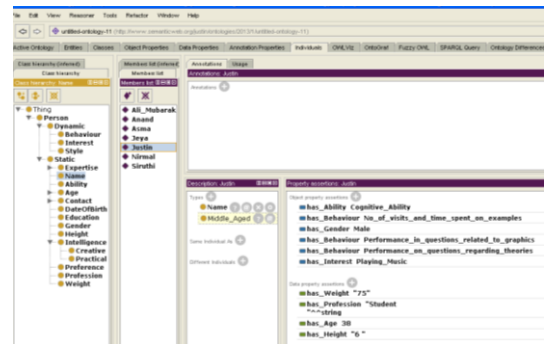 File Edit View Reasoner Tools Refactor Window Help
untitled-ontology-11
Active Ontology Entities Classes Object Properties Data Properties Annotation Properties Individuals OWLViz OntoGraf Fuzzy OWL SPARQL Query Ontology Differences
Class hierarchy (inferred)
Class hierarchy
Class hierarchy: Name
Thing
Person
Dynamic
Behaviour
Interest
Style
Static
Expertise
Name
Ability
Age
Contact
DateOfBirth
Education
Gender
Height
Intelligence
Creative
Practical
Preference
Profession
Weight
Members list (inferred)
Members list
Members list:
Ali_Mubarak
Anand
Asma
Jeya
Justin
Nirmal
Siruthi
Annotations Usage
Annotations: Justin
Annotations
Description: Justin
Types
Name
Middle_Aged
Same Individual As
Different Individuals
Property assertions: Justin
Object property assertions
has_Ability Cognitive_Ability
has_Behaviour No_of_visits_and_time_spent_on_examples
has_Gender Male
has_Behaviour Performance_in_questions_related_to_graphics
has_Behaviour Performance_on_questions_regarding_theories
has_Interest Playing_Music
Data property assertions
has_Weight "75"
has_Profession "Student
"^^string
has_Age 38
has_Height "6 "